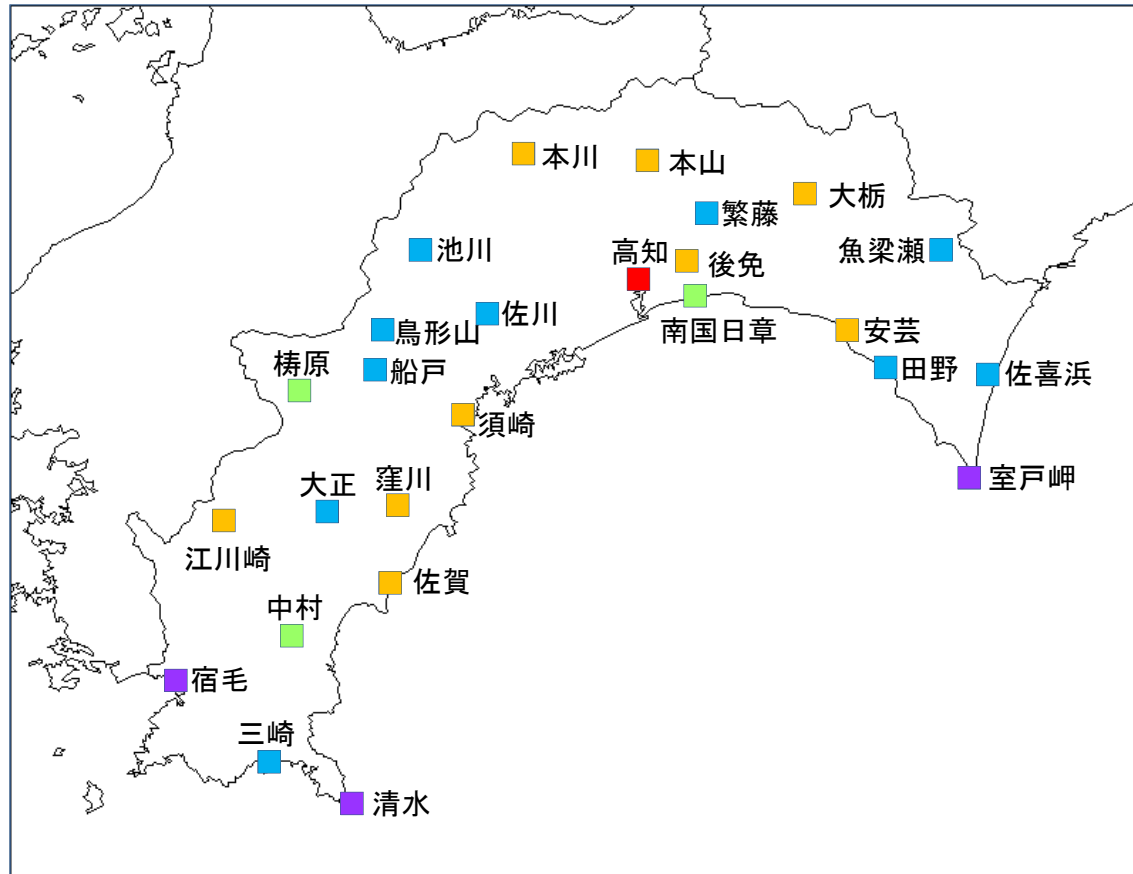 本川
本山
大栃
繁藤
池川
高知
後免
魚梁瀬
佐川
鳥形山
南国日章
安芸
梼原
船戸
田野
佐喜浜
須崎
大正
窪川
室戸岬
江川崎
佐賀
中村
宿毛
三崎
清水